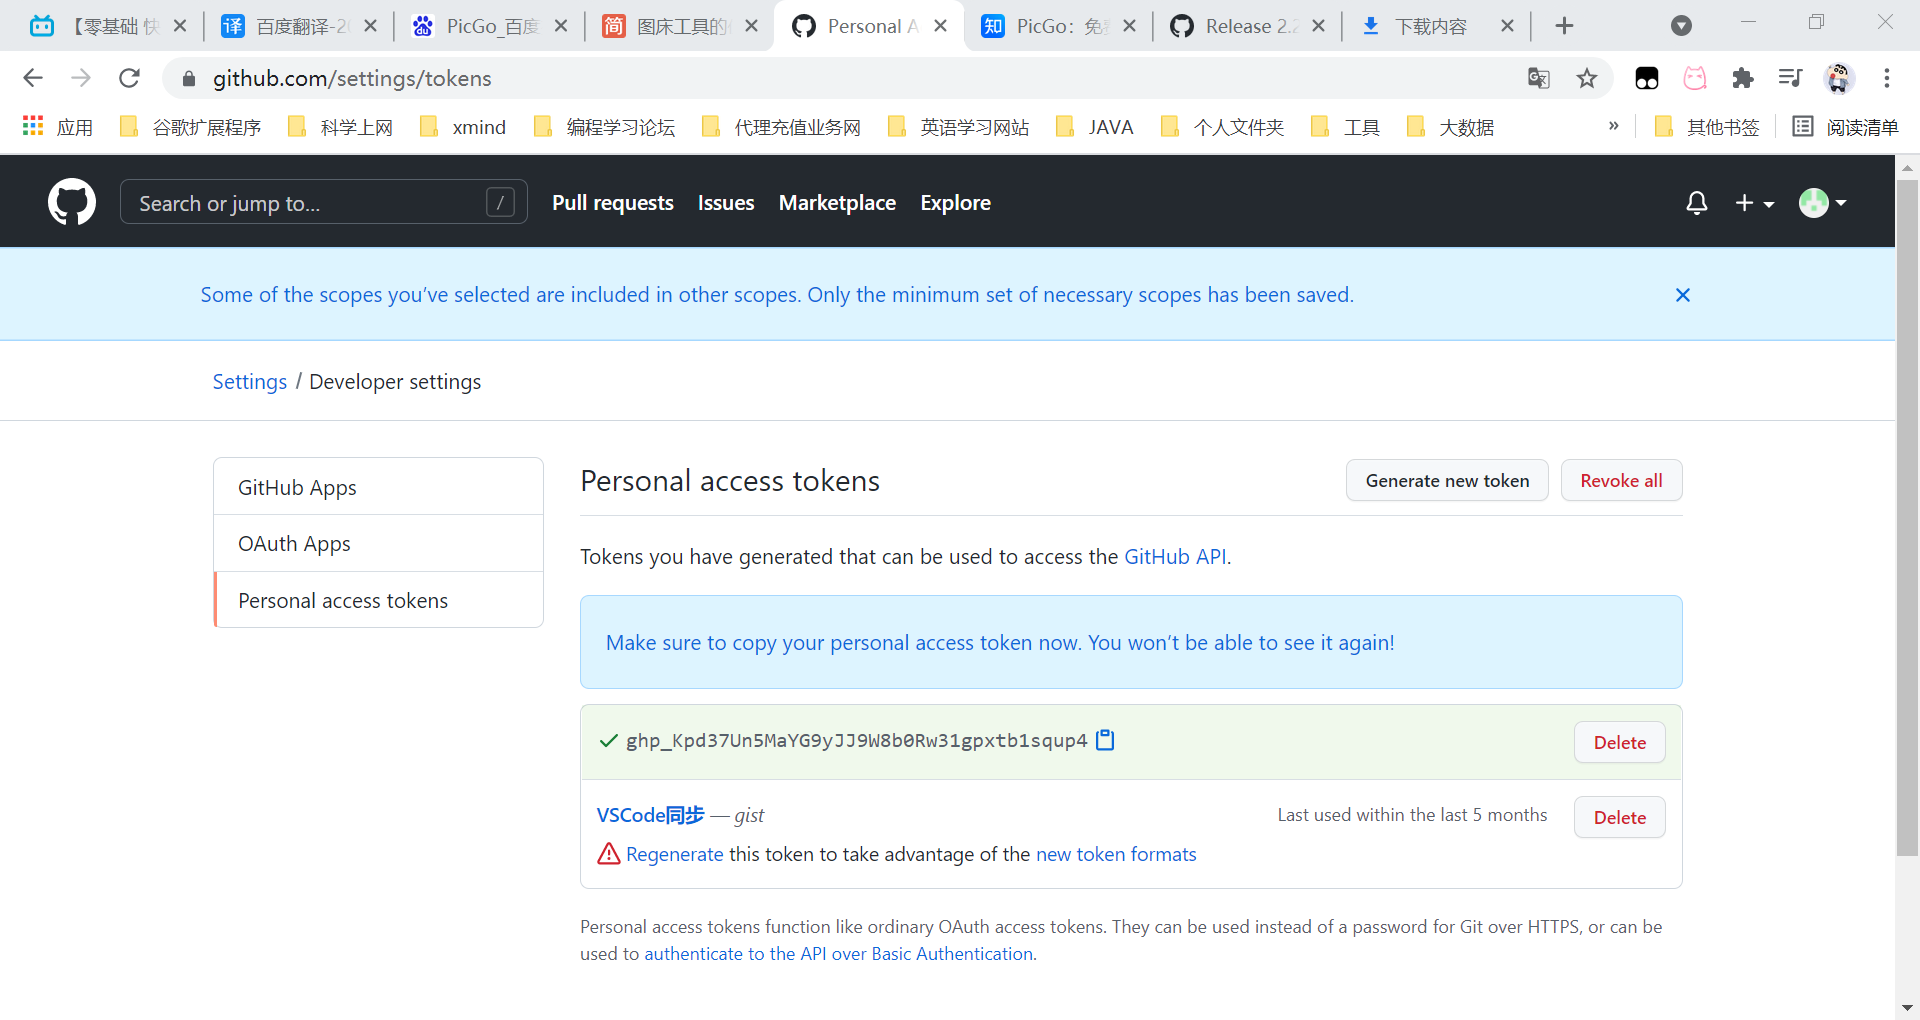 【零基础 快
百度翻译-20
PicGo_百度
图床工具的
Personal A
PicGo：免
Release 2.2
下载内容
github.com/settings/tokens
应用
谷歌扩展程序
科学上网
xmind
编程学习论坛
代理充值业务网
英语学习网站
JAVA
个人文件夹
工具
大数据
»
其他书签
阅读清单
Search or jump to...
/
Pull requests
Issues
Marketplace
Explore
Some of the scopes you’ve selected are included in other scopes. Only the minimum set of necessary scopes has been saved.
Settings / Developer settings
GitHub Apps
OAuth Apps
Personal access tokens
Personal access tokens
Generate new token
Revoke all
Tokens you have generated that can be used to access the GitHub API.
Make sure to copy your personal access token now. You won’t be able to see it again!
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
Delete
VSCode同步 — gist
Last used within the last 5 months
Delete
Regenerate this token to take advantage of the new token formats
Personal access tokens function like ordinary OAuth access tokens. They can be used instead of a password for Git over HTTPS, or can be
used to authenticate to the API over Basic Authentication.